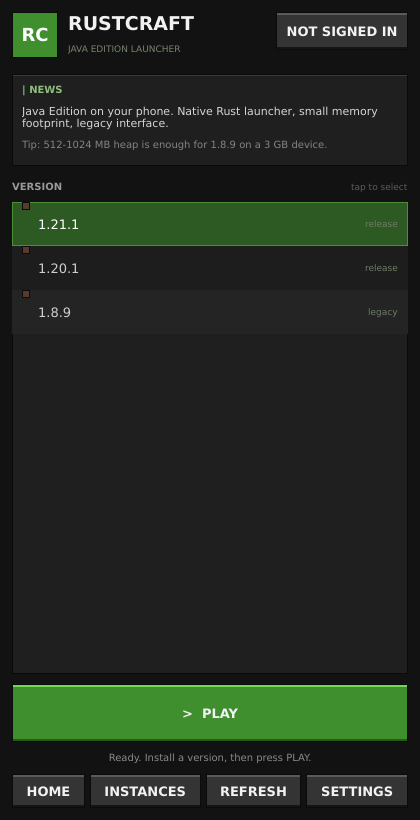 RC
RUSTCRAFT
JAVA EDITION LAUNCHER
NOT SIGNED IN
| NEWS
Java Edition on your phone. Native Rust launcher, small memory
footprint, legacy interface.
Tip: 512-1024 MB heap is enough for 1.8.9 on a 3 GB device.
VERSION
tap to select
1.21.1
release
1.20.1
release
1.8.9
legacy
> PLAY
Ready. Install a version, then press PLAY.
HOME
INSTANCES
REFRESH
SETTINGS